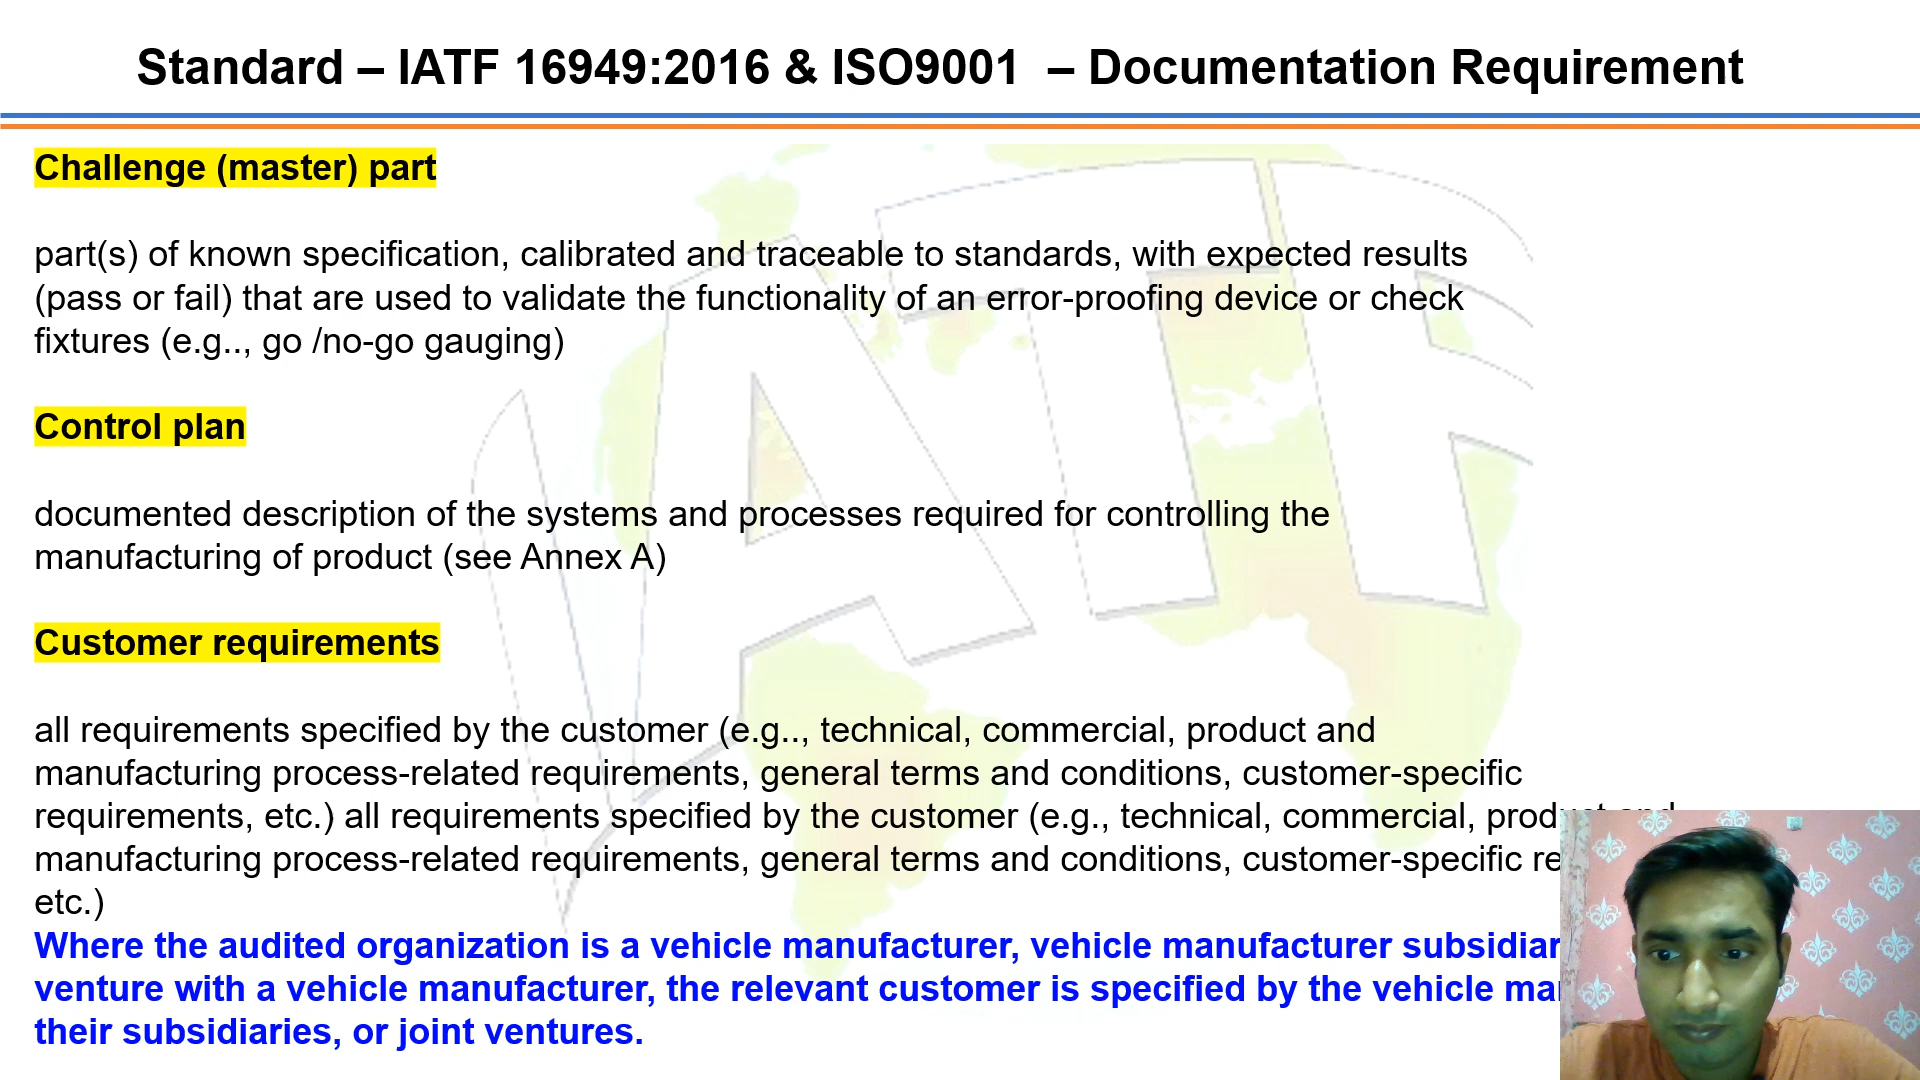 Standard – IATF 16949:2016 & ISO9001 – Documentation Requirement
Challenge (master) part
part(s) of known specification, calibrated and traceable to standards, with expected results
(pass or fail) that are used to validate the functionality of an error-proofing device or check
fixtures (e.g.., go /no-go gauging)
Control plan
documented description of the systems and processes required for controlling the
manufacturing of product (see Annex A)
Customer requirements
all requirements specified by the customer (e.g.., technical, commercial, product and
manufacturing process-related requirements, general terms and conditions, customer-specific
requirements, etc.) all requirements specified by the customer (e.g., technical, commercial, product and
manufacturing process-related requirements, general terms and conditions, customer-specific
etc.)
Where the audited organization is a vehicle manufacturer, vehicle manufacturer
venture with a vehicle manufacturer, the relevant customer is specified by the vehicle
their subsidiaries, or joint ventures.
IATF